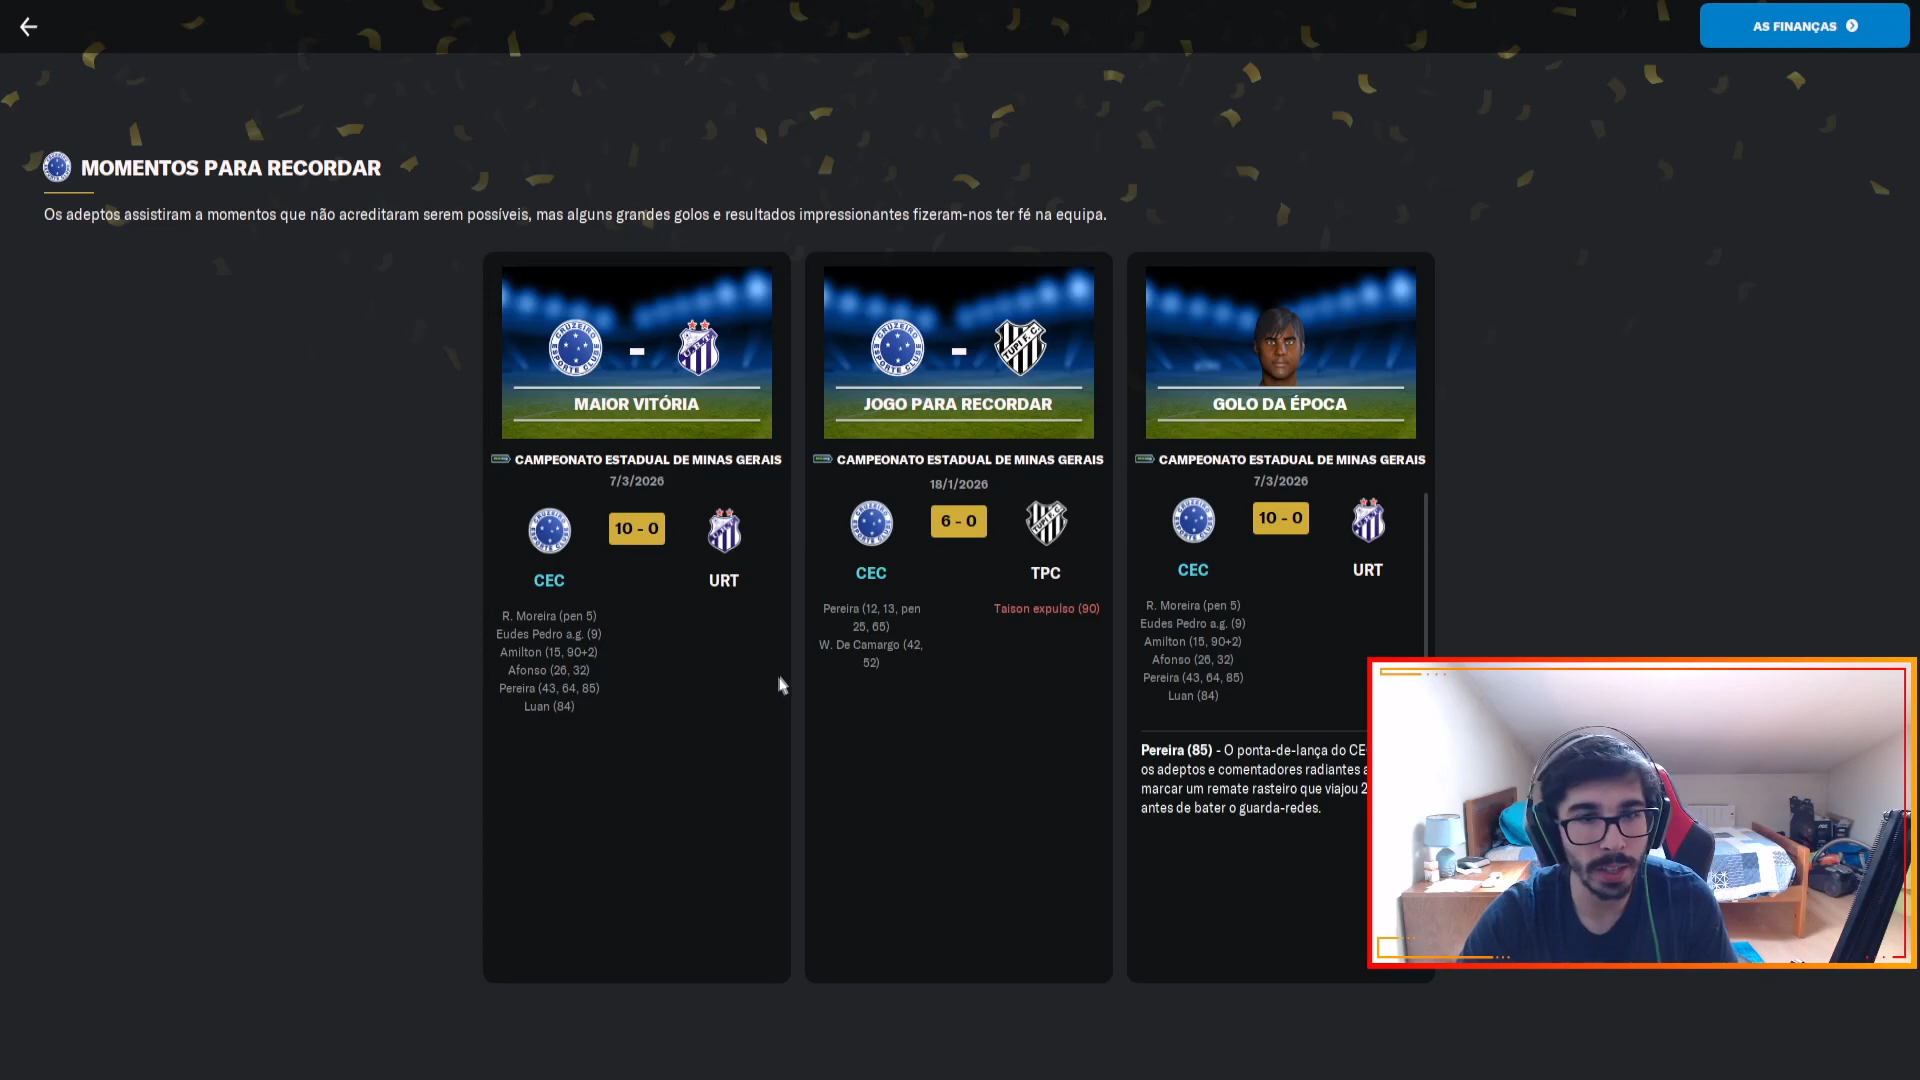 AS FINANÇAS
MOMENTOS PARA RECORDAR
Os adeptos assistiram a momentos que não acreditaram serem possíveis, mas alguns grandes golos e resultados impressionantes fizeram-nos ter fé na equipa.
MAIOR VITÓRIA
CAMPEONATO ESTADUAL DE MINAS GERAIS
7/3/2026
10 - 0
CEC
URT
R. Moreira (pen 5)
Eudes Pedro a.g. (9)
Amilton (15, 90+2)
Afonso (26, 32)
Pereira (43, 64, 85)
Luan (84)
JOGO PARA RECORDAR
CAMPEONATO ESTADUAL DE MINAS GERAIS
18/1/2026
6 - 0
CEC
TPC
Pereira (12, 13, pen
25, 65)
W. De Camargo (42,
52)
Taison expulso (90)
GOLO DA ÉPOCA
CAMPEONATO ESTADUAL DE MINAS GERAIS
7/3/2026
10 - 0
CEC
URT
R. Moreira (pen 5)
Eudes Pedro a.g. (9)
Amilton (15, 90+2)
Afonso (26, 32)
Pereira (43, 64, 85)
Luan (84)
Pereira (85) - O ponta-de-lança do
os adeptos e comentadores radiantes
marcar um remate rasteiro que viajou
antes de bater o guarda-redes.